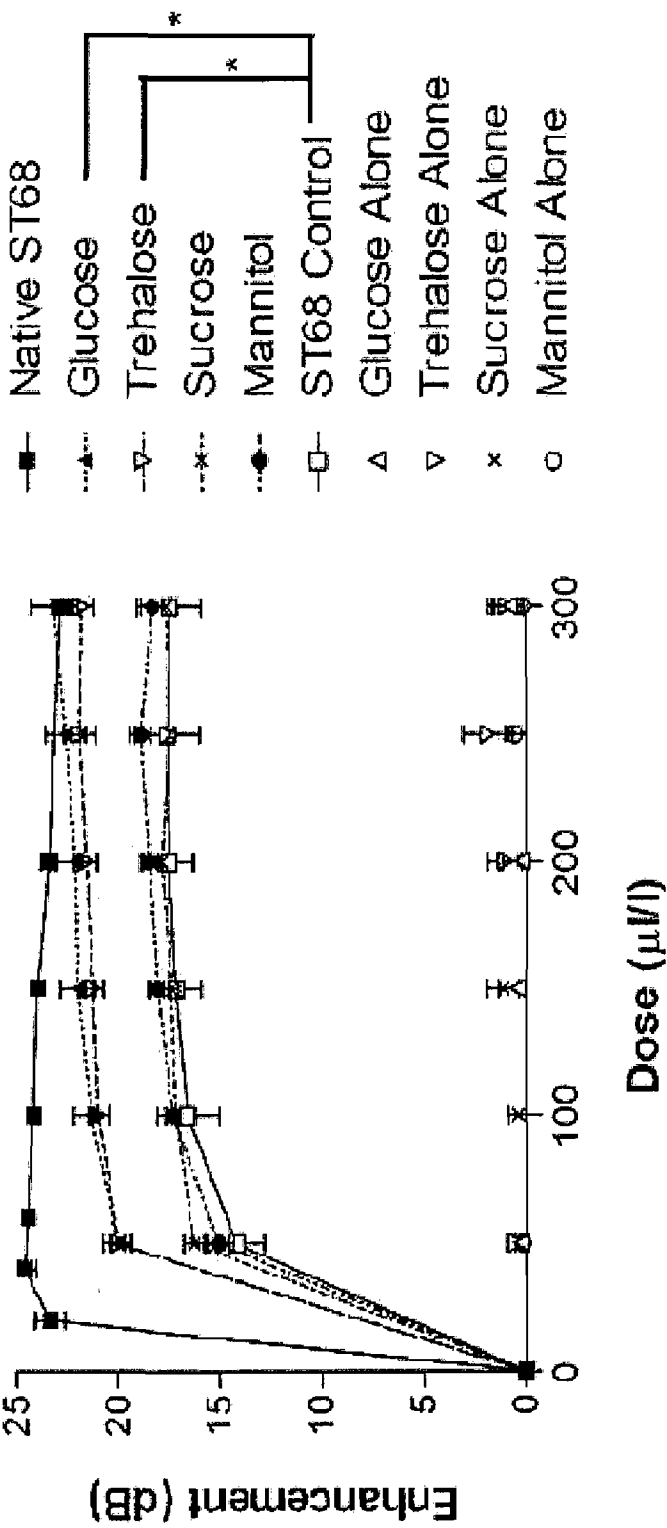 Enhancement (dB)
25
20
15
10
5
0
0
100
200
300
Dose (µl/l)
Native ST68
Glucose
Trehalose
Sucrose
Mannitol
ST68 Control
Glucose Alone
Trehalose Alone
Sucrose Alone
Mannitol Alone
*
*